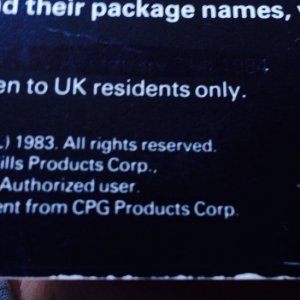 d their package names,
en to UK residents only.
.) 1983. All rights reserved.
ills Products Corp.,
Authorized user.
ent from CPG Products Corp.